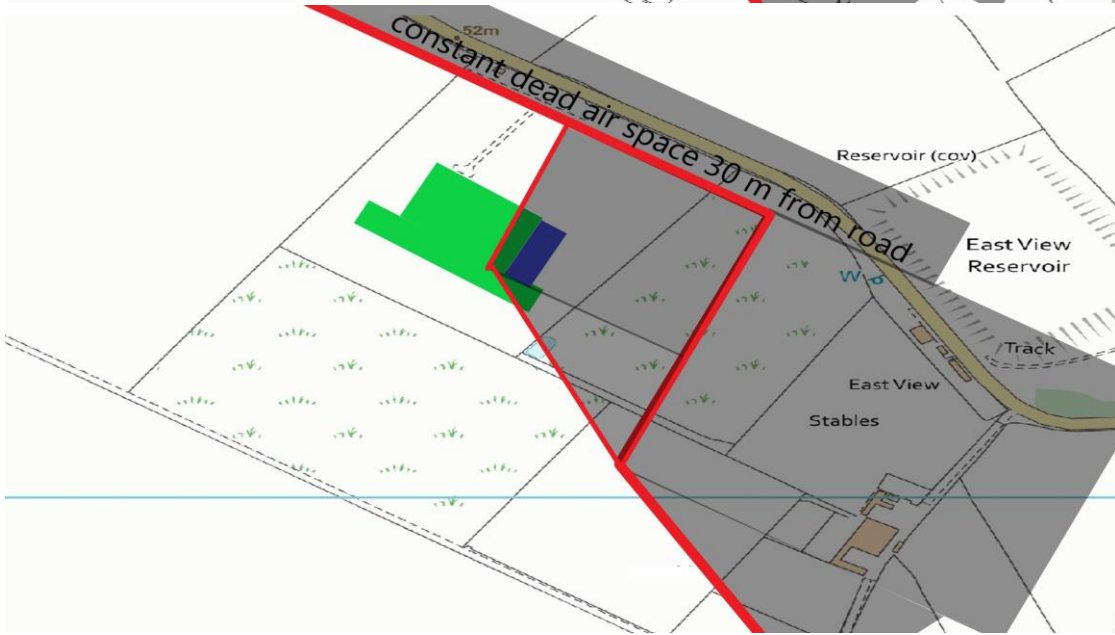 52m
constant dead air space 30 m from road
Reservoir (cov)
East View
Reservoir
W
Track
East View
Stables